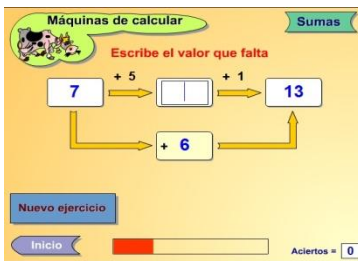 Máquinas de calcular
Sumas
Escribe el valor que falta
+ 5
+ 1
7
13
+ 6
Nuevo ejercicio
Inicio
Aciertos = 0